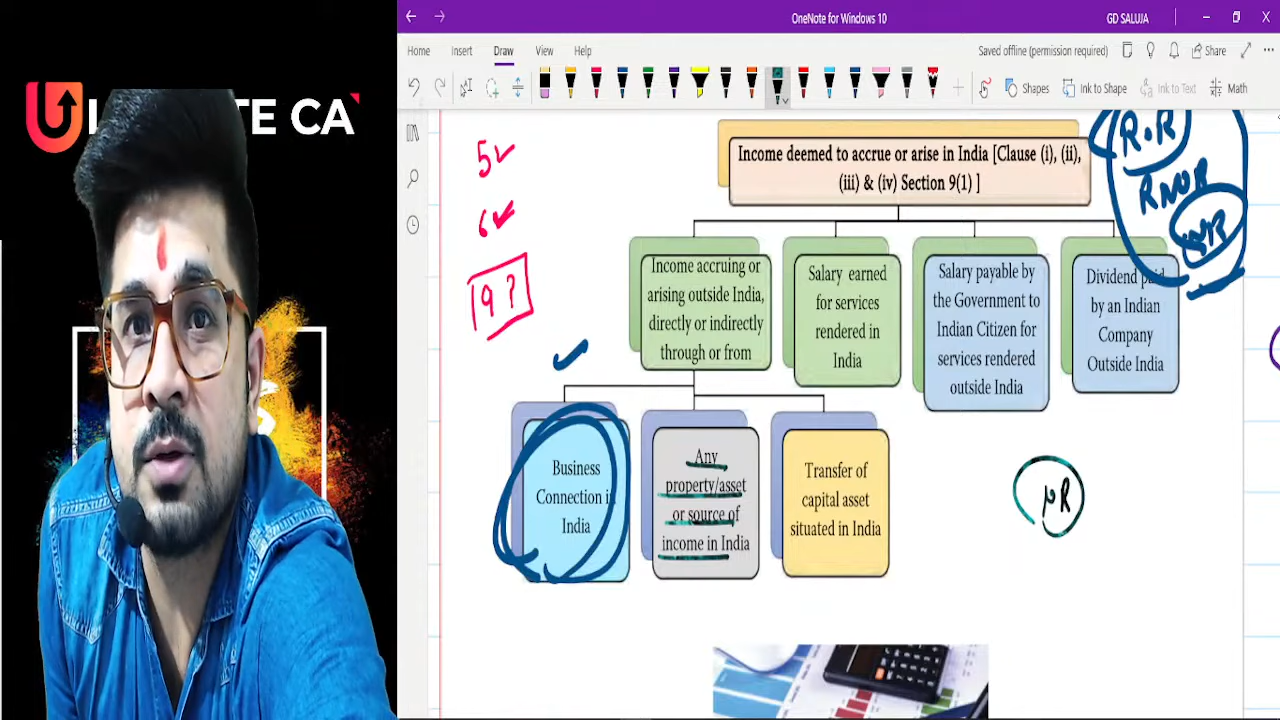 OneNote for Windows 10
GD SALUJA
Home Insert Draw View Help
Saved offline (permission required)
Share
Shapes
Ink to Shape
Ink to Text
Math
TE CA
5✓
6✓
9 ?
Income deemed to accrue or arise in India [Clause (i), (ii),
(iii) & (iv) Section 9(1) ]
R.R
RNOR
NR
Income accruing or
arising outside India,
directly or indirectly
through or from
Salary earned
for services
rendered in
India
Salary payable by
the Government to
Indian Citizen for
services rendered
outside India
Dividend paid
by an Indian
Company
Outside India
Business
Connection in
India
Any
property/asset
or source of
income in India
Transfer of
capital asset
situated in India
NR